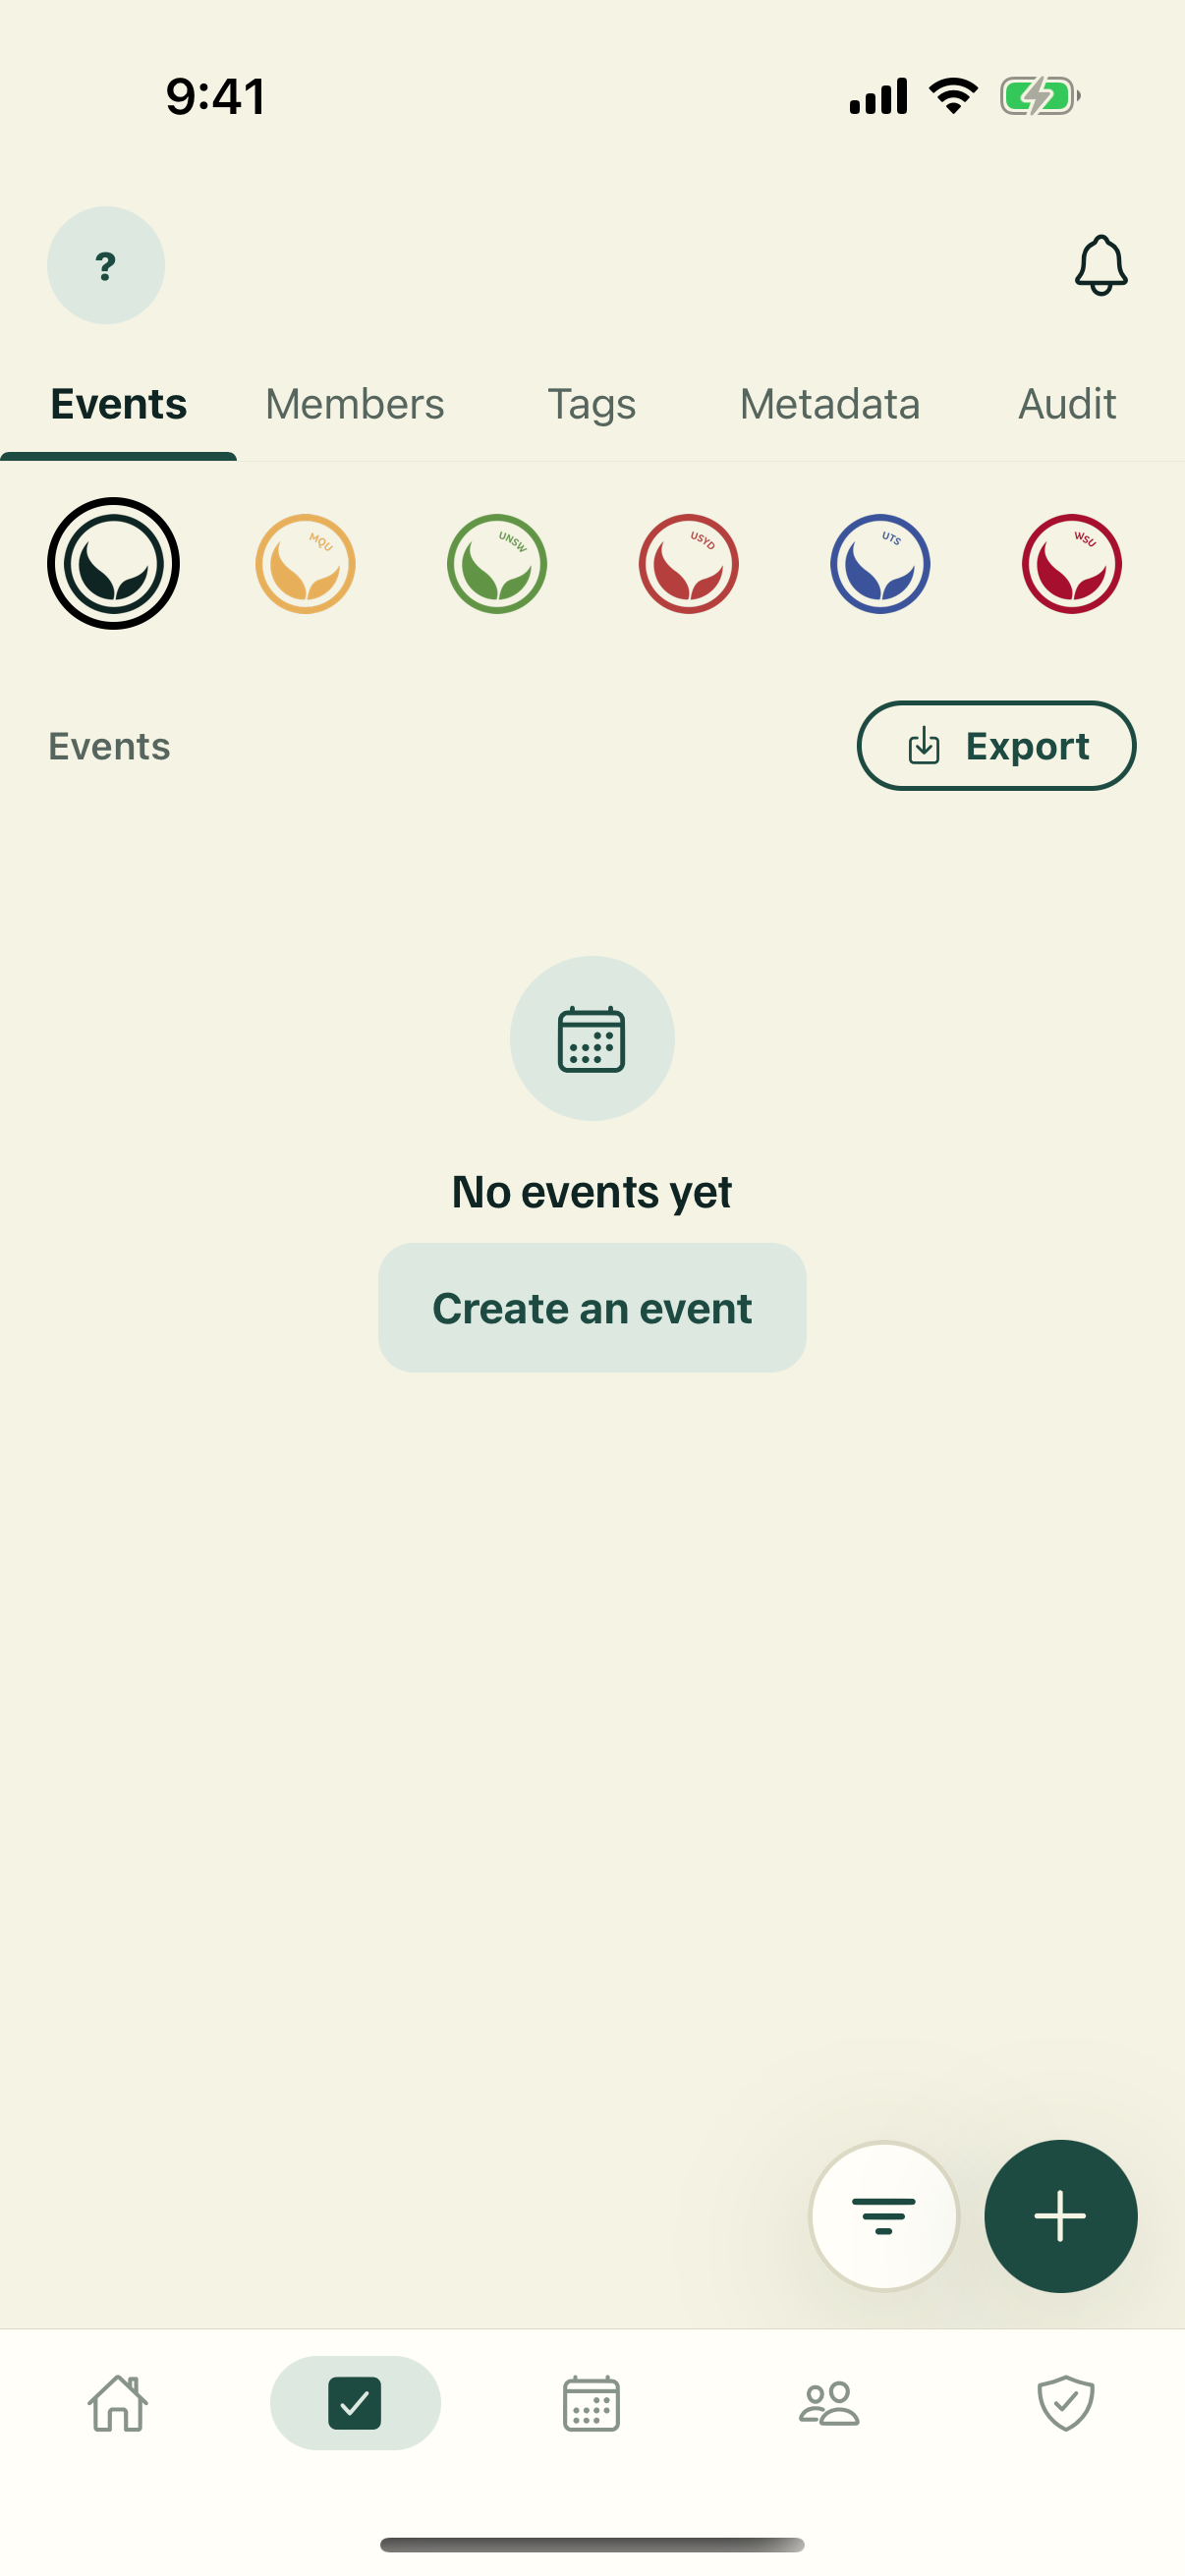 9:41
?
Events Members Tags Metadata Audit
MQU UNSW USYD UTS WSU
Events Export
No events yet
Create an event